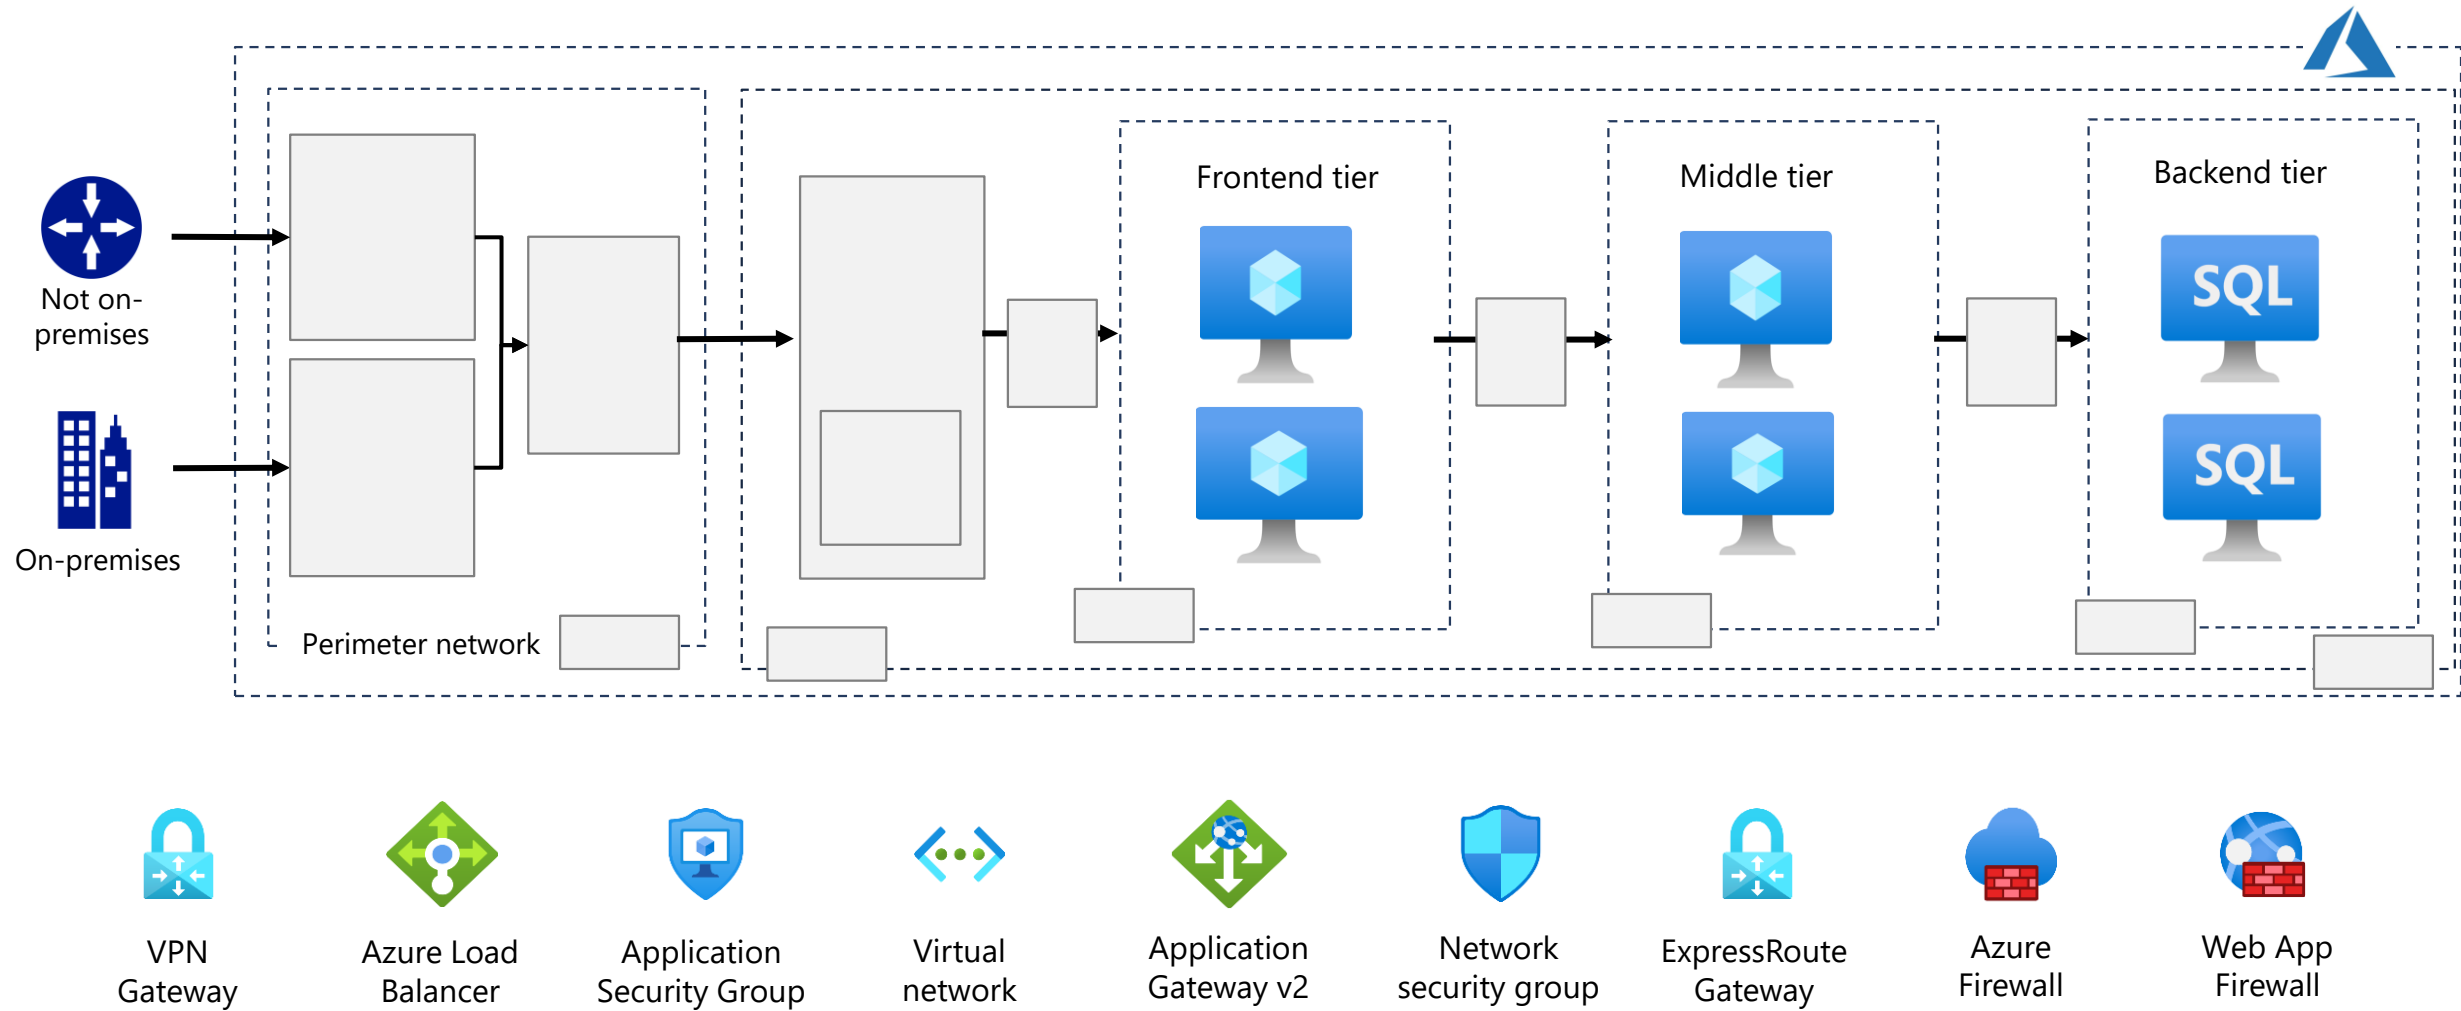 Frontend tier
Middle tier
Backend tier
SQL
SQL
Not on-
premises
On-premises
Perimeter network
VPN
Gateway
Azure Load
Balancer
Application
Security Group
Virtual
network
Application
Gateway v2
Network
security group
ExpressRoute
Gateway
Azure
Firewall
Web App
Firewall